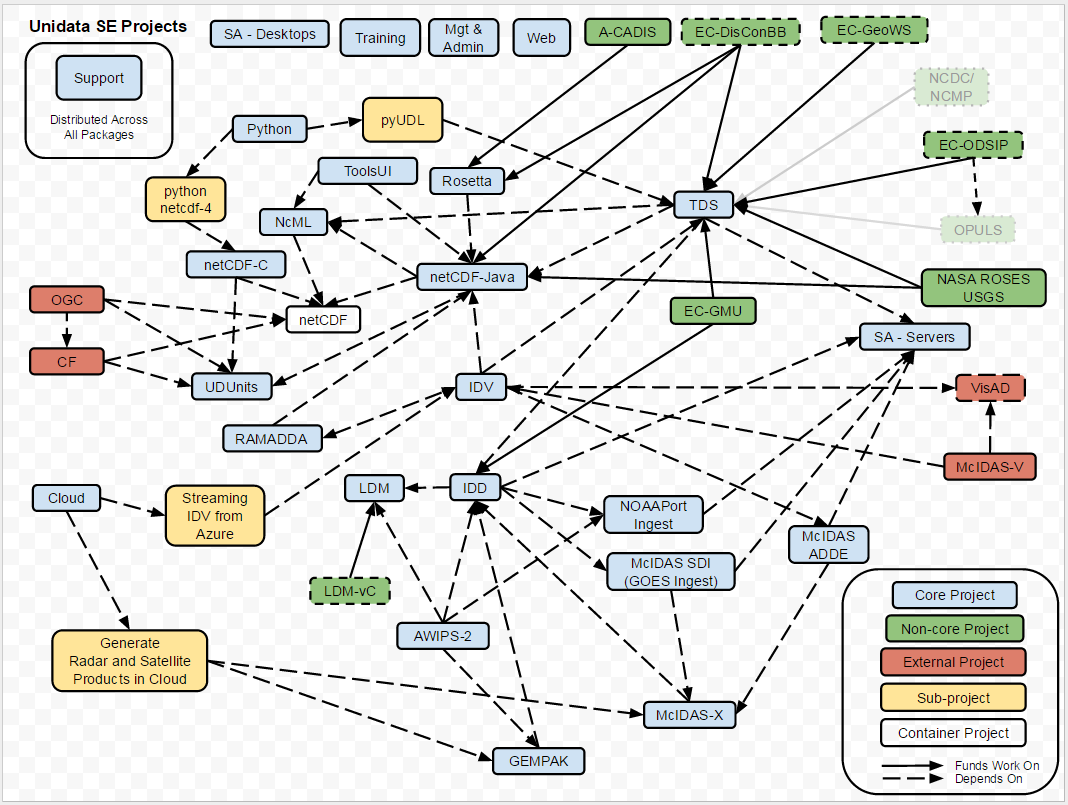 Unidata SE Projects
SA - Desktops
Training
Mgt &
Admin
Web
A-CADIS
EC-DisConBB
EC-GeoWS
Support
Distributed Across
All Packages
NCDC/
NCMP
Python
pyUDL
EC-ODSIP
ToolsUI
Rosetta
python
netcdf-4
TDS
NcML
OPULS
netCDF-C
netCDF-Java
NASA ROSES
USGS
OGC
netCDF
EC-GMU
SA - Servers
CF
UDUnits
IDV
VisAD
RAMADDA
McIDAS-V
Cloud
Streaming
IDV from
Azure
LDM
IDD
NOAAPort
Ingest
McIDAS
ADDE
McIDAS SDI
(GOES Ingest)
LDM-vC
AWIPS-2
Generate
Radar and Satellite
Products in Cloud
McIDAS-X
GEMPAK
Core Project
Non-core Project
External Project
Sub-project
Container Project
Funds Work On
Depends On